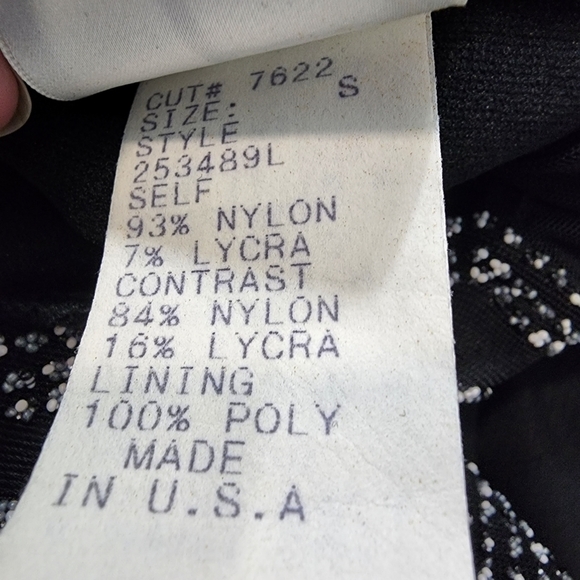 CUT# 7622
SIZE: S
STYLE
253489L
SELF
93% NYLON
7% LYCRA
CONTRAST
84% NYLON
16% LYCRA
LINING
100% POLY
MADE
IN U.S.A